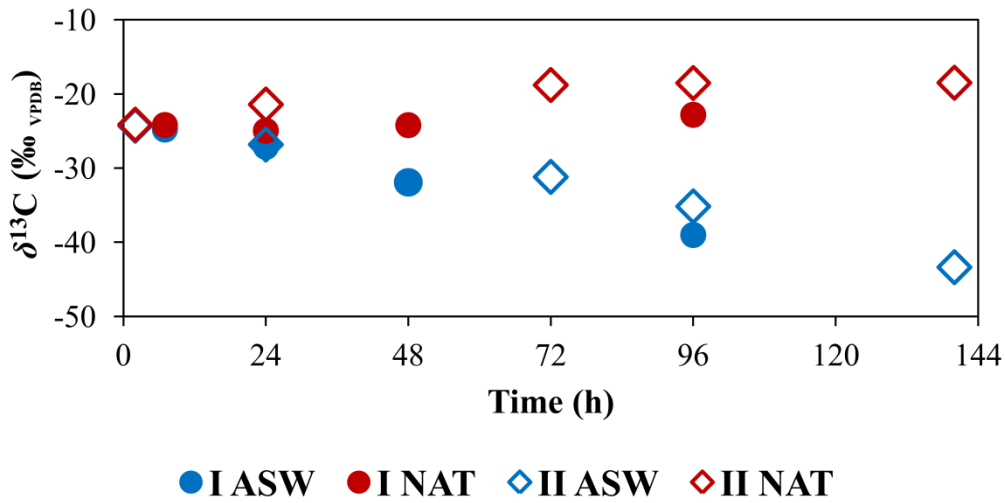 -10
-20
-30
-40
-50
δ¹³C (‰ VPDB)
0 24 48 72 96 120 144
Time (h)
I ASW I NAT II ASW II NAT